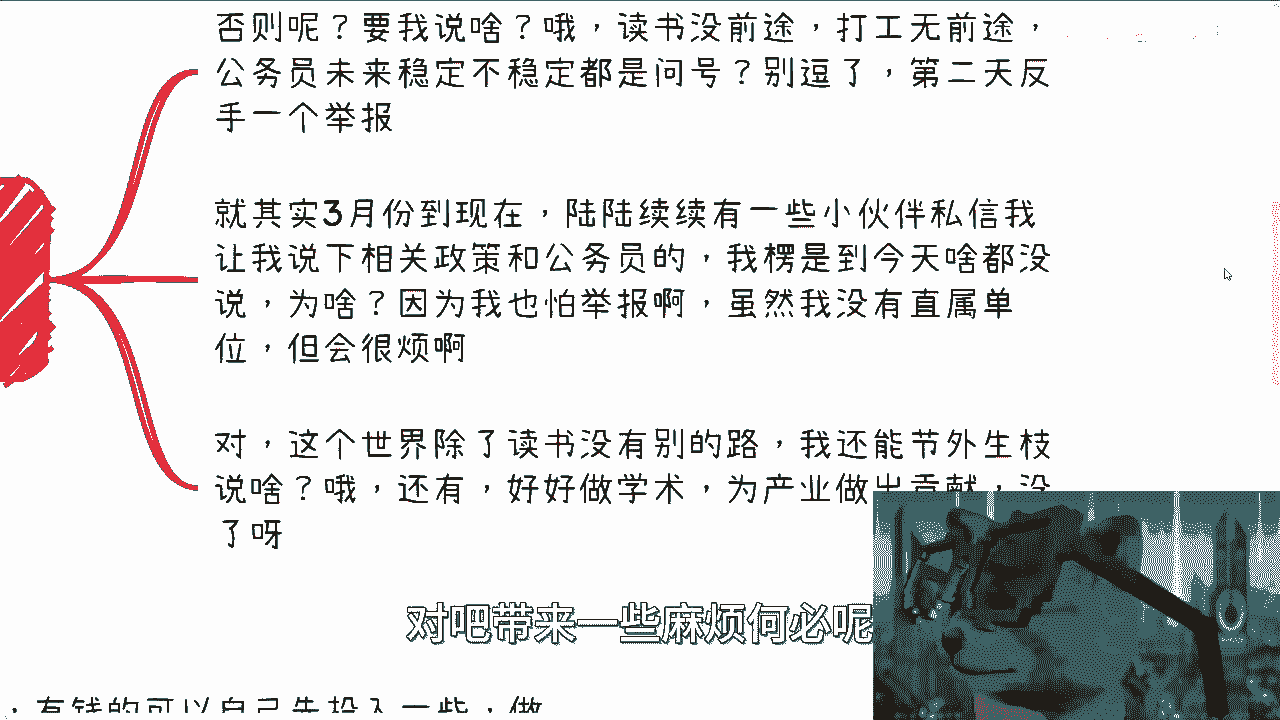 否则呢？要我说啥？哦，读书没前途，打工无前途，
公务员未来稳定不稳定都是问号？别逗了，第二天反
手一个举报
就其实3月份到现在，陆陆续续有一些小伙伴私信我
让我说下相关政策和公务员的，我楞是到今天啥都没
说，为啥？因为我也怕举报啊，虽然我没有直属单
位，但会很烦啊
对，这个世界除了读书没有别的路，我还能节外生枝
说啥？哦，还有，好好做学术，为产业做出贡献，没
了呀
对吧带来一些麻烦何必呢
，有钱的可以自己先投入一些，做